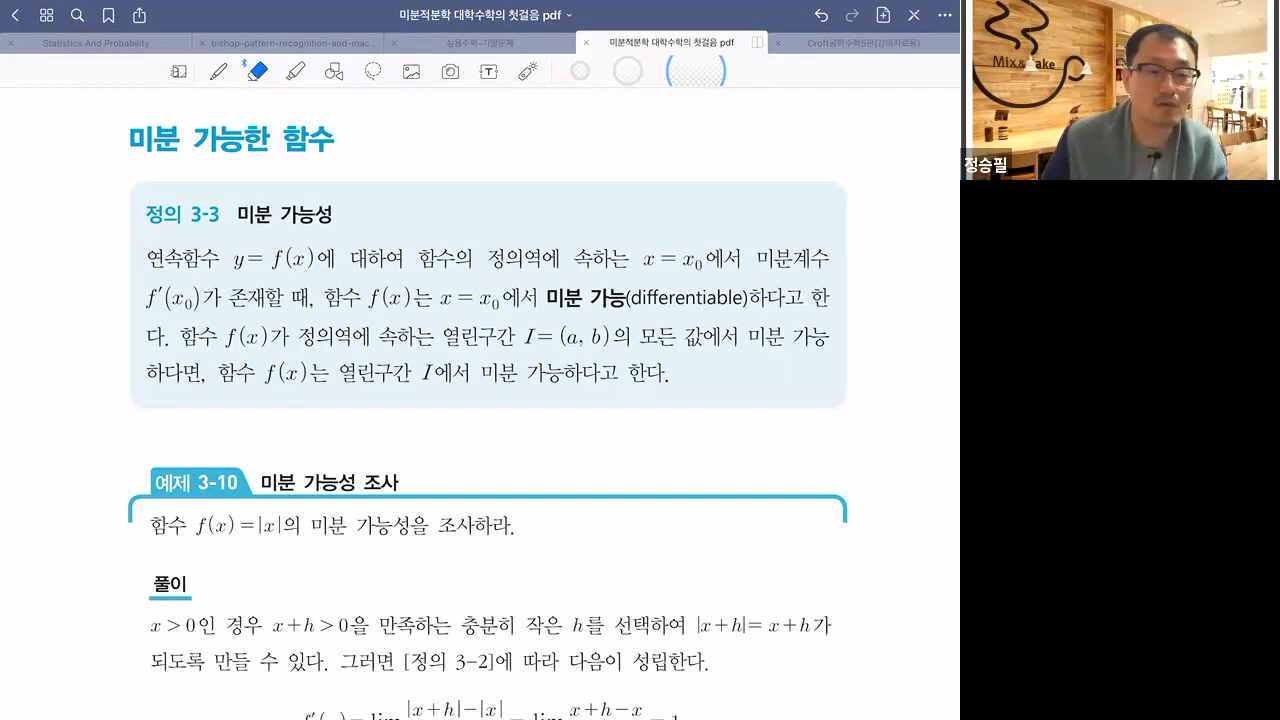 미분적분학 대학수학의 첫걸음 pdf
Statistics And Probability
bishop-pattern-recognition-and-mac...
실용수학-기말문제
미분적분학 대학수학의 첫걸음 pdf
Croft공학수학5판(강의자료용)
미분 가능한 함수
정의 3-3 미분 가능성
연속함수 y = f(x)에 대하여 함수의 정의역에 속하는 x = x₀에서 미분계수
f′(x₀)가 존재할 때, 함수 f(x)는 x = x₀에서 미분 가능(differentiable)하다고 한
다. 함수 f(x)가 정의역에 속하는 열린구간 I = (a, b)의 모든 값에서 미분 가능
하다면, 함수 f(x)는 열린구간 I에서 미분 가능하다고 한다.
예제 3-10 미분 가능성 조사
함수 f(x) = |x|의 미분 가능성을 조사하라.
풀이
x > 0인 경우 x + h > 0을 만족하는 충분히 작은 h를 선택하여 |x + h| = x + h가
되도록 만들 수 있다. 그러면 [정의 3-2]에 따라 다음이 성립한다.
|x + h| − |x| x + h − x
Mix&
정승필